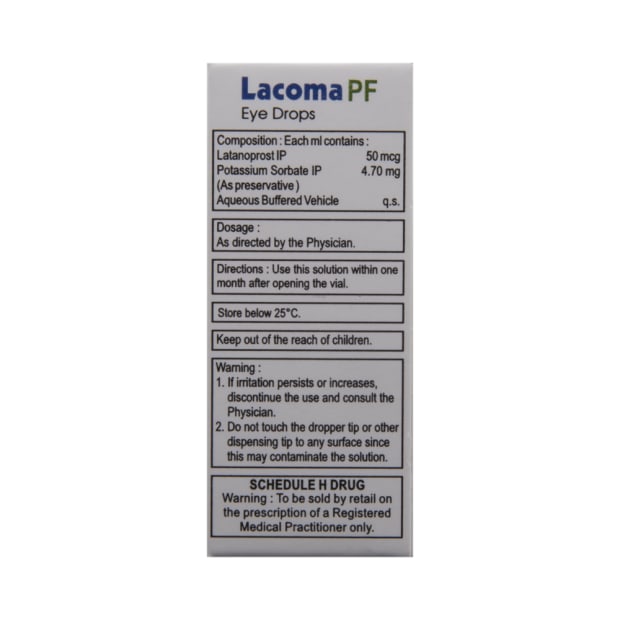 Lacoma PF
Eye Drops
Composition : Each ml contains :
Latanoprost IP 50 mcg
Potassium Sorbate IP 4.70 mg
(As preservative)
Aqueous Buffered Vehicle q.s.
Dosage :
As directed by the Physician.
Directions : Use this solution within one
month after opening the vial.
Store below 25°C.
Keep out of the reach of children.
Warning :
1. If irritation persists or increases,
discontinue the use and consult the
Physician.
2. Do not touch the dropper tip or other
dispensing tip to any surface since
this may contaminate the solution.
SCHEDULE H DRUG
Warning : To be sold by retail on
the prescription of a Registered
Medical Practitioner only.